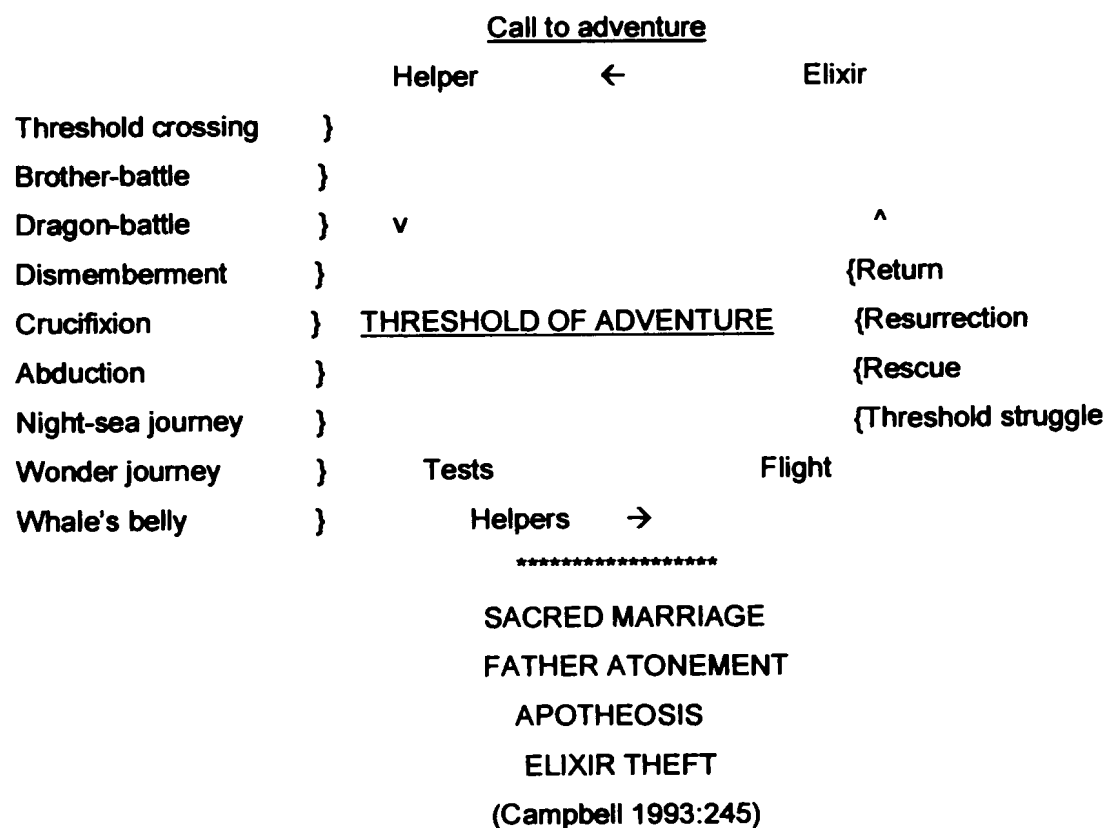 Call to adventure
Helper ← Elixir
Threshold crossing }
Brother-battle }
Dragon-battle } v ^
Dismemberment } {Return
Crucifixion } THRESHOLD OF ADVENTURE {Resurrection
Abduction } {Rescue
Night-sea journey } {Threshold struggle
Wonder journey } Tests Flight
Whale's belly } Helpers →
******************
SACRED MARRIAGE
FATHER ATONEMENT
APOTHEOSIS
ELIXIR THEFT
(Campbell 1993:245)